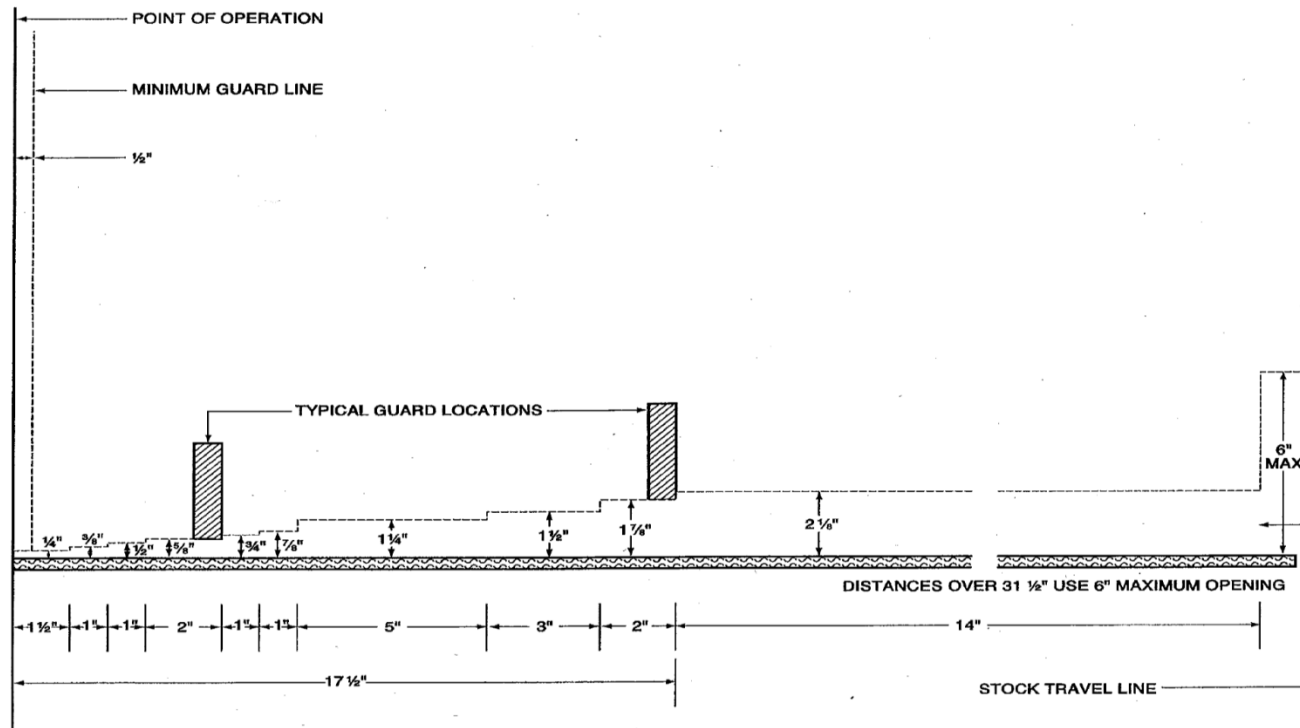 POINT OF OPERATION
MINIMUM GUARD LINE
½"
TYPICAL GUARD LOCATIONS
6"
MAX
¼" ⅜" ½" ⅝" ¾" ⅞" 1¼" 1½" 1⅞" 2⅛"
DISTANCES OVER 31 ½" USE 6" MAXIMUM OPENING
1½" 1" 1" 2" 1" 1" 5" 3" 2" 14"
17½"
STOCK TRAVEL LINE